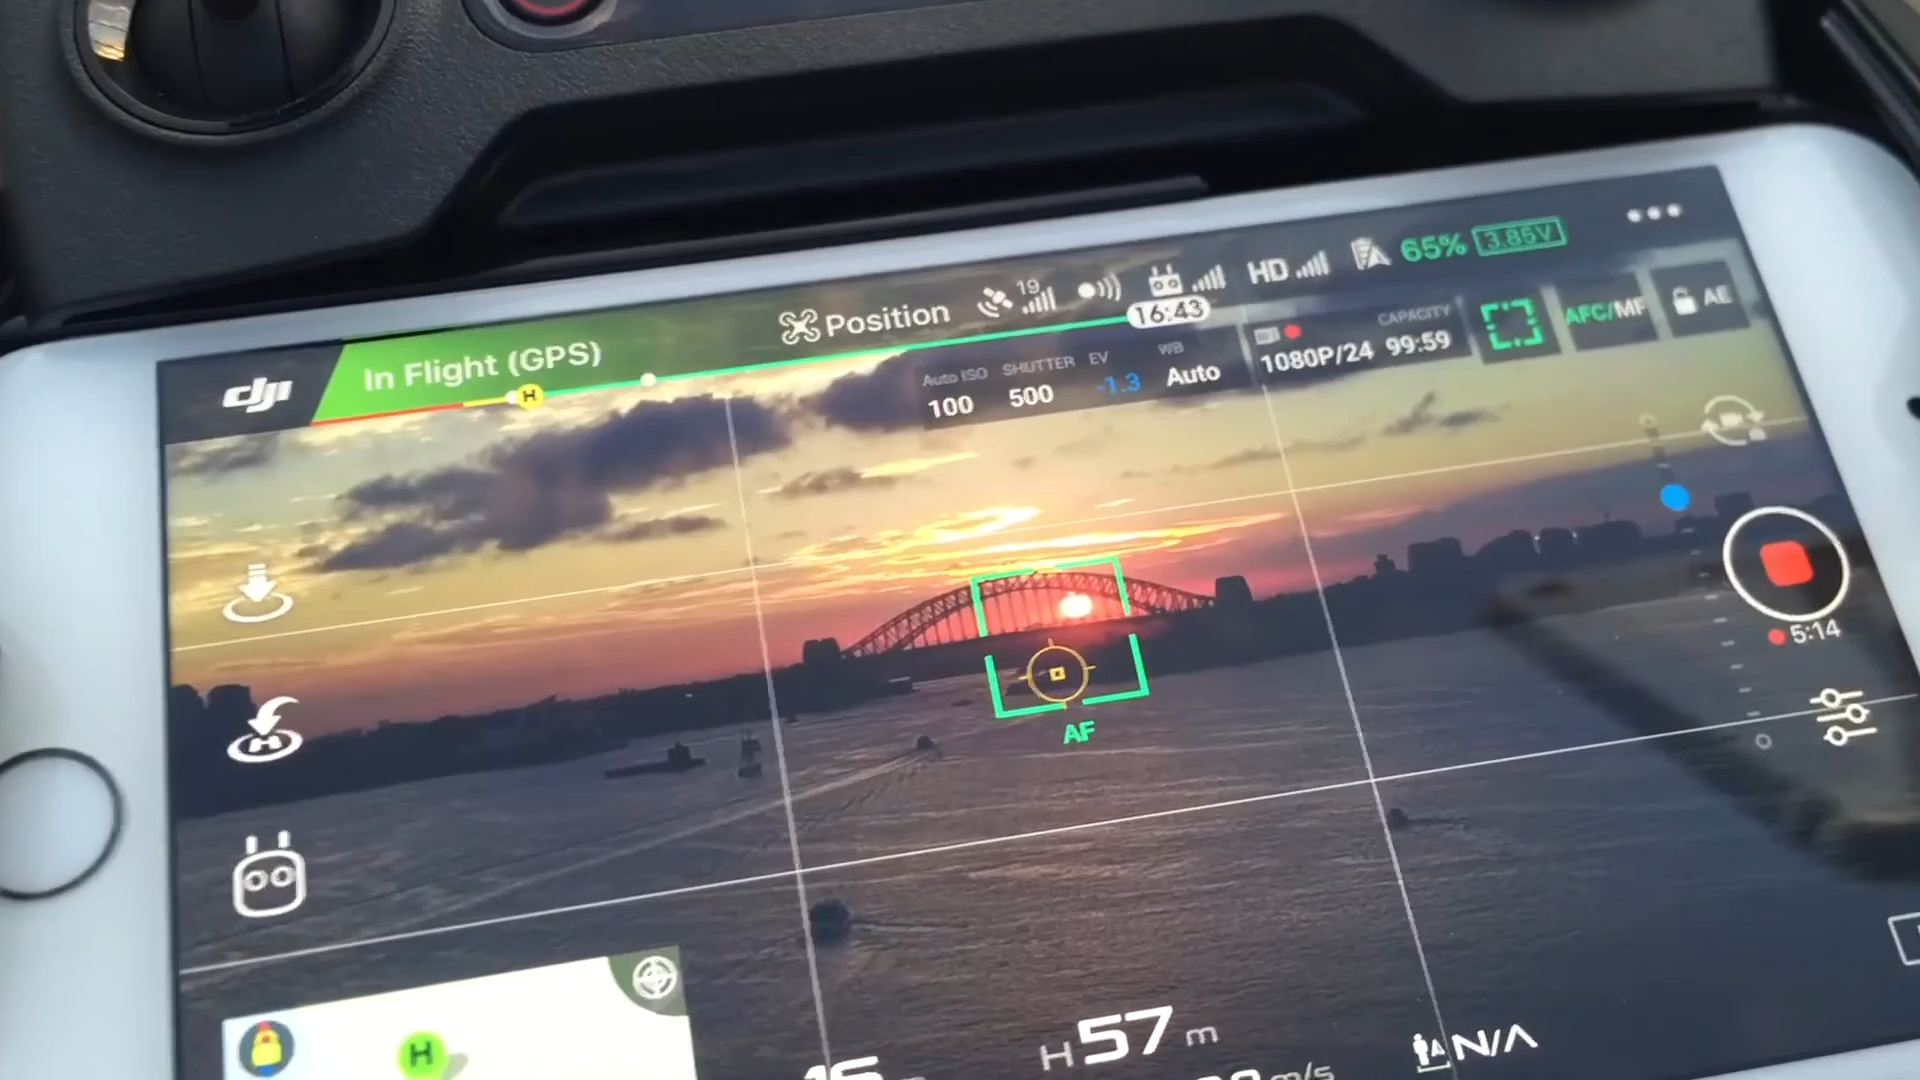 dji
In Flight (GPS)
Position
19
HD
65%
3.85V
16:43
Auto ISO
100
SHUTTER
500
EV
-1.3
WB
Auto
1080P/24
CAPACITY
99:59
AFC/MF
AE
5:14
AF
H
H
H 57 m
N/A
m/s